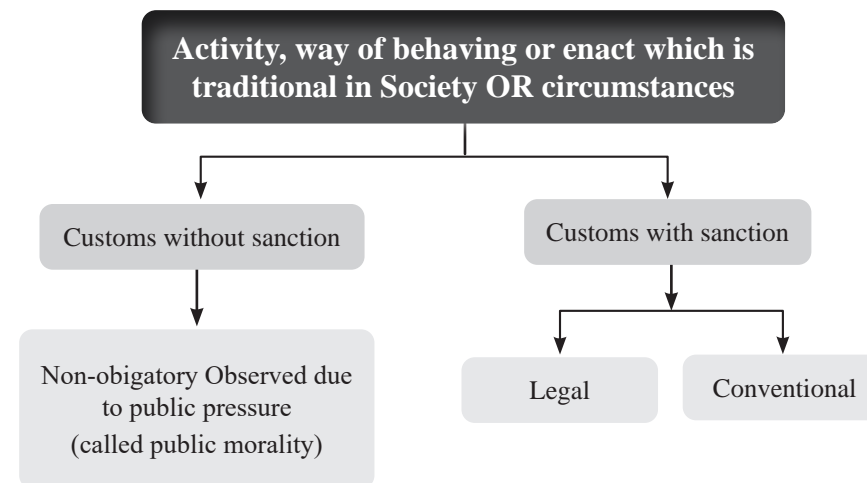 Activity, way of behaving or enact which is
traditional in Society OR circumstances
Customs without sanction
Customs with sanction
Non-obigatory Observed due
to public pressure
(called public morality)
Legal
Conventional